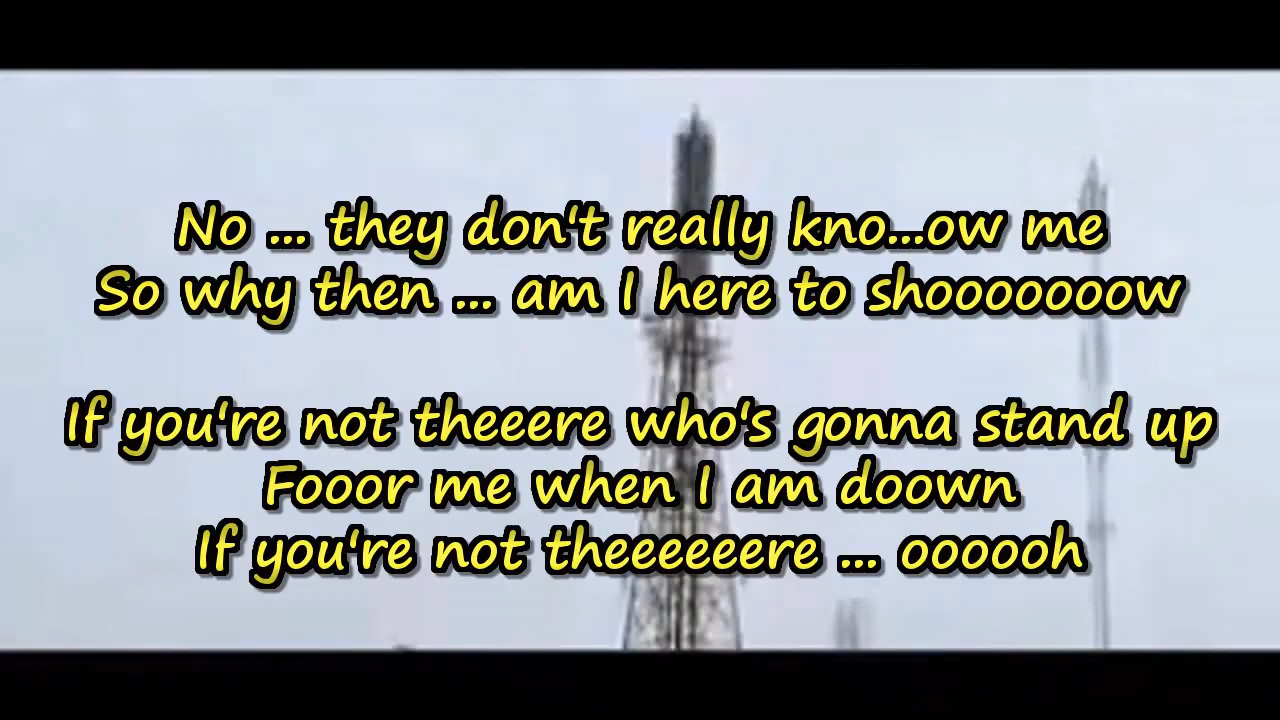 No ... they don't really kno...ow me
So why then ... am I here to shooooooow
If you're not theeere who's gonna stand up
Fooor me when I am doown
If you're not theeeeeere ... oooooh